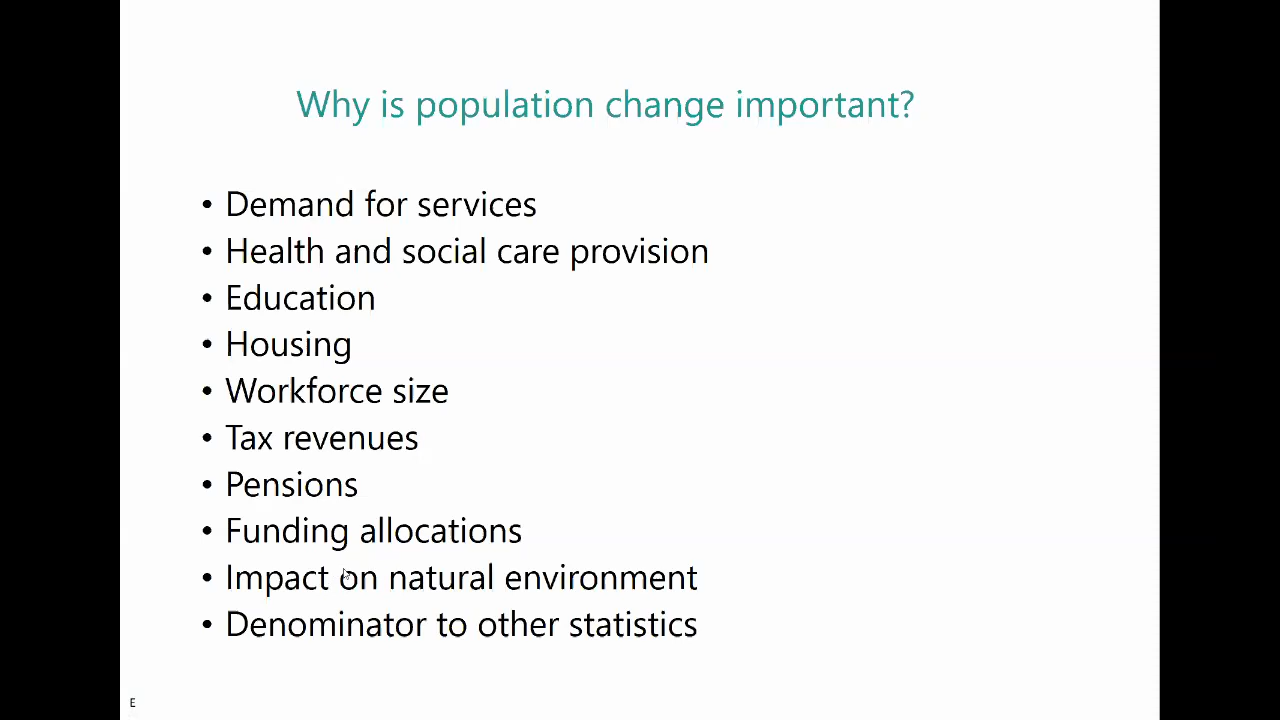 Why is population change important?
• Demand for services
• Health and social care provision
• Education
• Housing
• Workforce size
• Tax revenues
• Pensions
• Funding allocations
• Impact on natural environment
• Denominator to other statistics
E